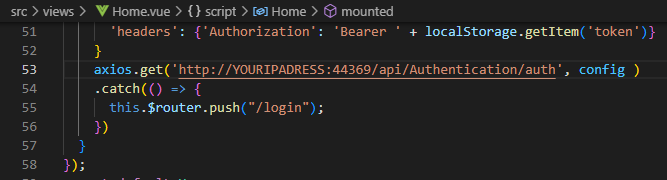 src > views > Home.vue > script > Home > mounted
51 'headers': {'Authorization': 'Bearer ' + localStorage.getItem('token')}
52 }
53 axios.get('http://YOURIPADRESS:44369/api/Authentication/auth', config )
54 .catch(() => {
55 this.$router.push("/login");
56 })
57 }
58 });